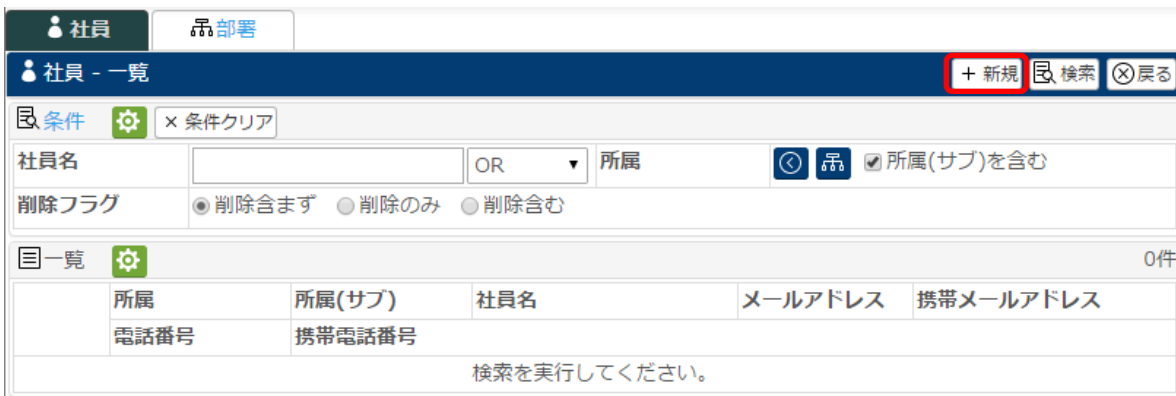 社員 部署
社員 - 一覧 + 新規 検索 戻る
条件 × 条件クリア
社員名 OR 所属 所属(サブ)を含む
削除フラグ 削除含まず 削除のみ 削除含む
一覧 0件
所属 所属(サブ) 社員名 メールアドレス 携帯メールアドレス
電話番号 携帯電話番号
検索を実行してください。